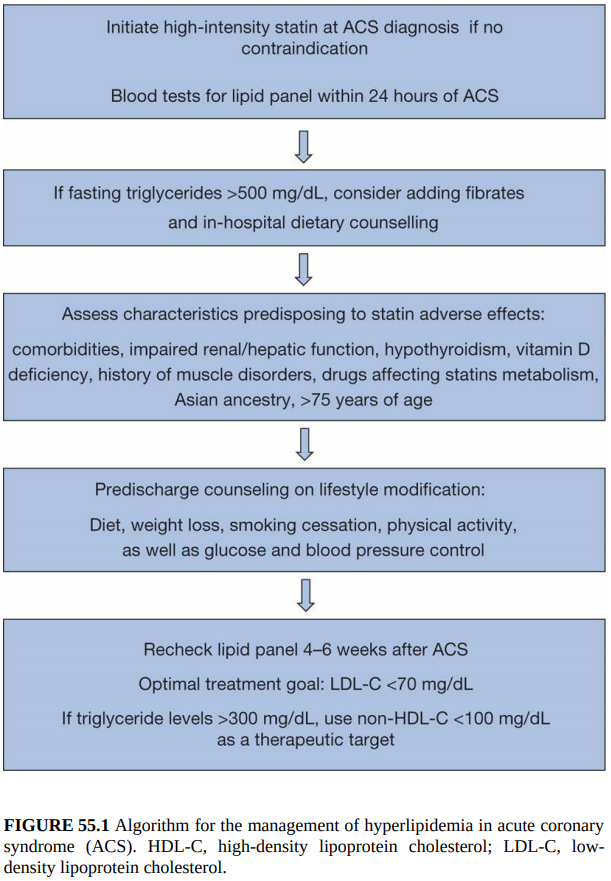 Initiate high-intensity statin at ACS diagnosis if no
contraindication
Blood tests for lipid panel within 24 hours of ACS
If fasting triglycerides >500 mg/dL, consider adding fibrates
and in-hospital dietary counselling
Assess characteristics predisposing to statin adverse effects:
comorbidities, impaired renal/hepatic function, hypothyroidism, vitamin D
deficiency, history of muscle disorders, drugs affecting statins metabolism,
Asian ancestry, >75 years of age
Predischarge counseling on lifestyle modification:
Diet, weight loss, smoking cessation, physical activity,
as well as glucose and blood pressure control
Recheck lipid panel 4–6 weeks after ACS
Optimal treatment goal: LDL-C <70 mg/dL
If triglyceride levels >300 mg/dL, use non-HDL-C <100 mg/dL
as a therapeutic target
FIGURE 55.1 Algorithm for the management of hyperlipidemia in acute coronary
syndrome (ACS). HDL-C, high-density lipoprotein cholesterol; LDL-C, low-
density lipoprotein cholesterol.